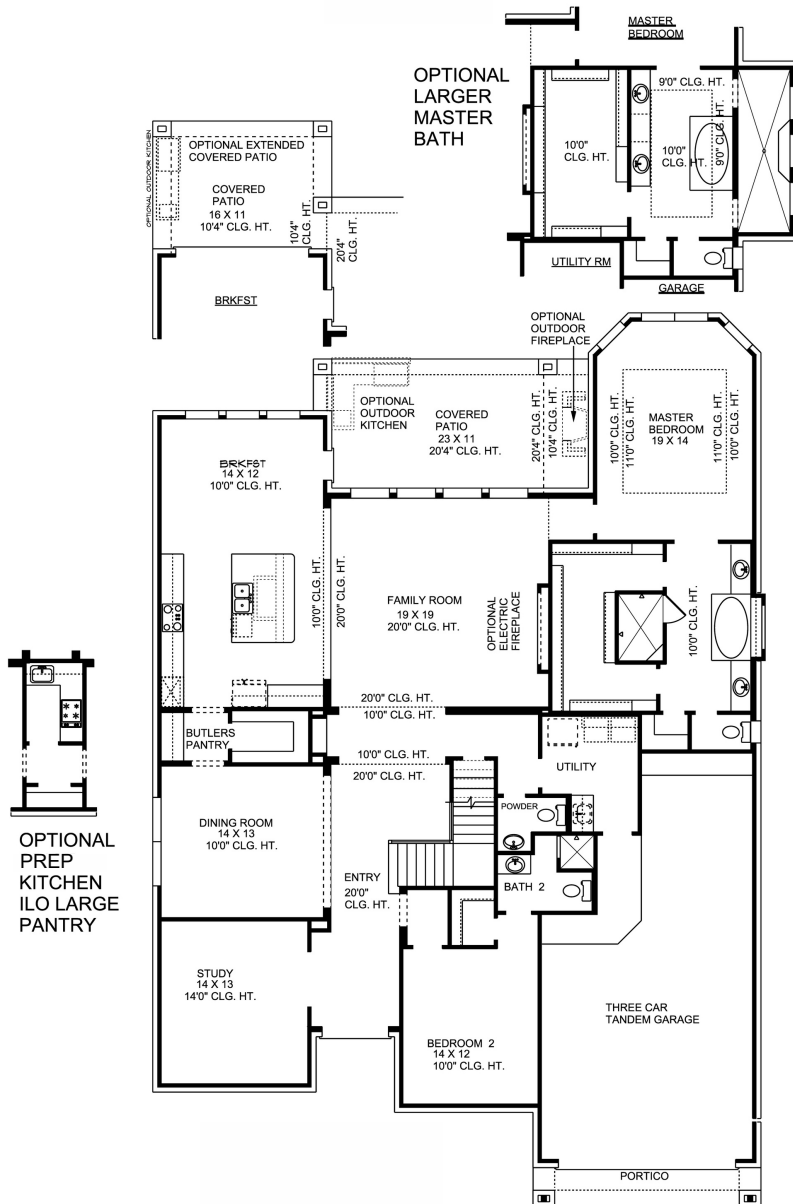 MASTER
BEDROOM
OPTIONAL
LARGER
MASTER
BATH
9'0" CLG. HT.
10'0"
CLG. HT.
10'0"
CLG. HT.
9'0" CLG. HT.
UTILITY RM
GARAGE
OPTIONAL OUTDOOR KITCHEN
OPTIONAL EXTENDED
COVERED PATIO
COVERED
PATIO
16 X 11
10'4" CLG. HT.
10'4"
CLG. HT.
20'4"
CLG. HT.
BRKFST
OPTIONAL
OUTDOOR
FIREPLACE
OPTIONAL
OUTDOOR
KITCHEN
COVERED
PATIO
23 X 11
20'4" CLG. HT.
20'4" CLG. HT.
10'4" CLG. HT.
10'0" CLG. HT.
11'0" CLG. HT.
MASTER
BEDROOM
19 X 14
11'0" CLG. HT.
10'0" CLG. HT.
BRKFST
14 X 12
10'0" CLG. HT.
10'0" CLG. HT.
20'0" CLG. HT.
FAMILY ROOM
19 X 19
20'0" CLG. HT.
OPTIONAL
ELECTRIC
FIREPLACE
10'0" CLG. HT.
20'0" CLG. HT.
10'0" CLG. HT.
BUTLERS
PANTRY
10'0" CLG. HT.
20'0" CLG. HT.
UTILITY
POWDER
DINING ROOM
14 X 13
10'0" CLG. HT.
OPTIONAL
PREP
KITCHEN
ILO LARGE
PANTRY
ENTRY
20'0"
CLG. HT.
BATH 2
STUDY
14 X 13
14'0" CLG. HT.
THREE CAR
TANDEM GARAGE
BEDROOM 2
14 X 12
10'0" CLG. HT.
PORTICO